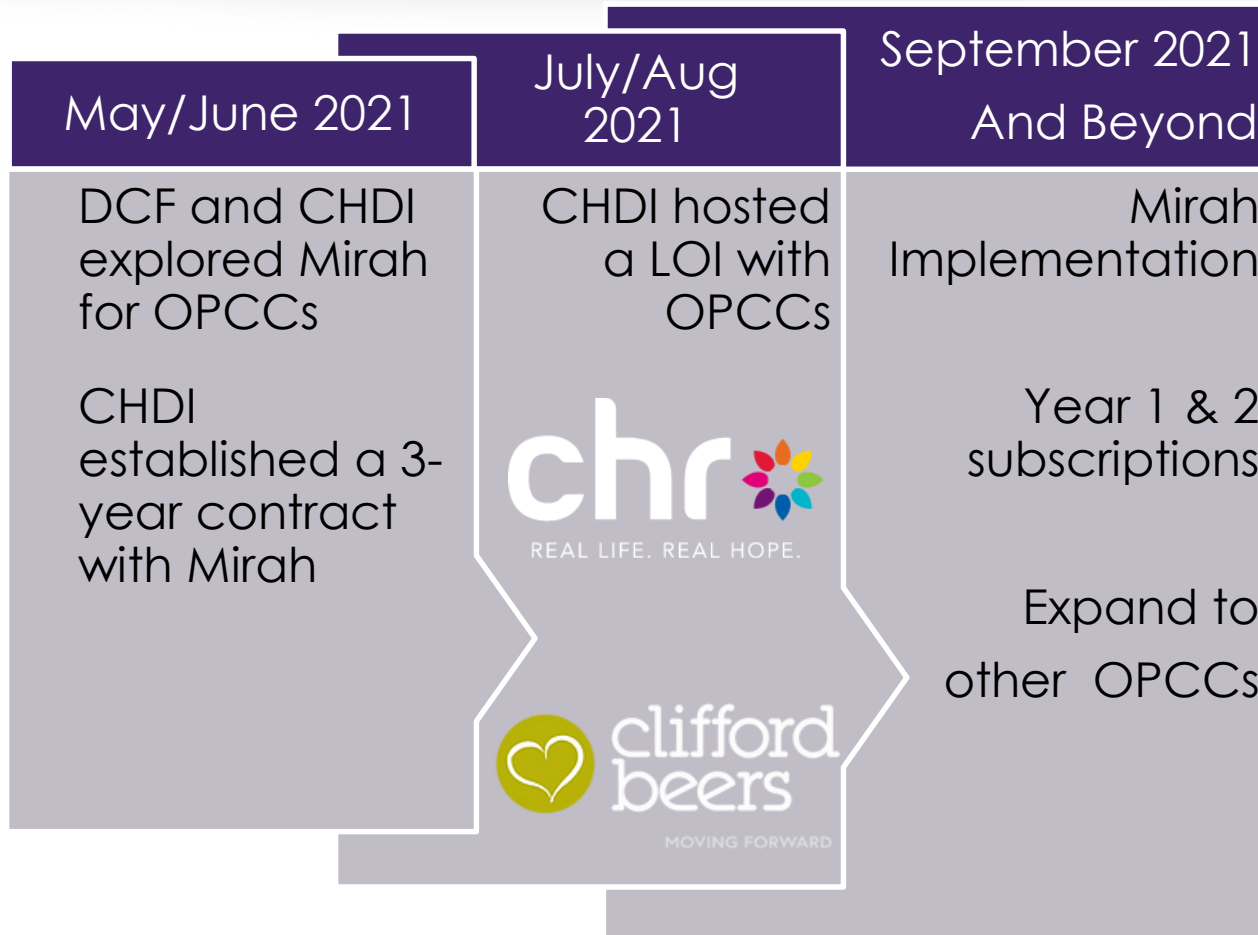 May/June 2021
DCF and CHDI
explored Mirah
for OPCCs
CHDI
established a 3-
year contract
with Mirah
July/Aug
2021
CHDI hosted
a LOI with
OPCCs
chr
REAL LIFE. REAL HOPE.
clifford
beers
MOVING FORWARD
September 2021
And Beyond
Mirah
Implementation
Year 1 & 2
subscriptions
Expand to
other OPCCs